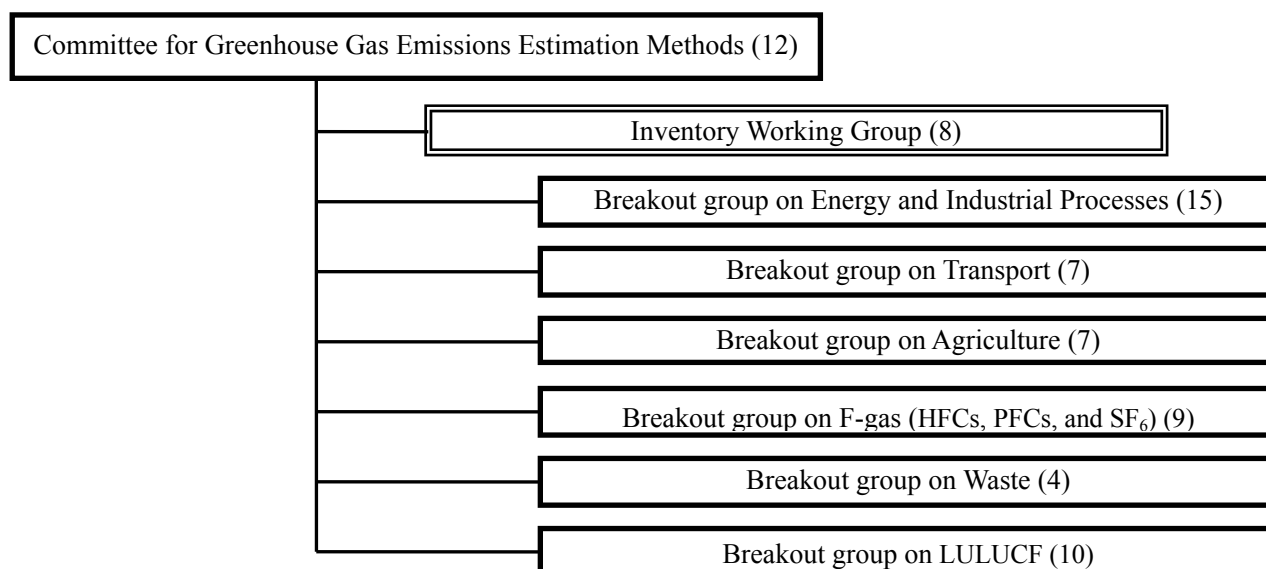 Committee for Greenhouse Gas Emissions Estimation Methods (12)
Inventory Working Group (8)
Breakout group on Energy and Industrial Processes (15)
Breakout group on Transport (7)
Breakout group on Agriculture (7)
Breakout group on F-gas (HFCs, PFCs, and SF₆) (9)
Breakout group on Waste (4)
Breakout group on LULUCF (10)